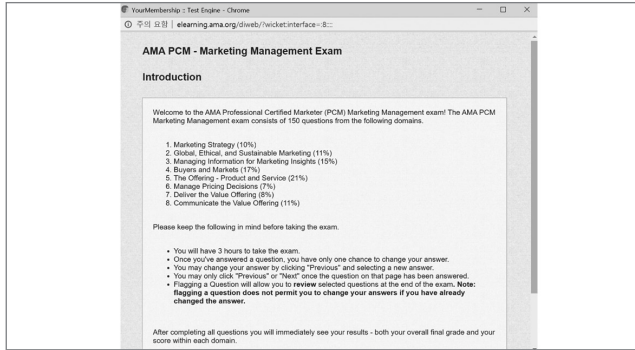 YourMembership :: Test Engine - Chrome
주의 요함 | elearning.ama.org/diweb/?wicket:interface=:8::::
AMA PCM - Marketing Management Exam
Introduction
Welcome to the AMA Professional Certified Marketer (PCM) Marketing Management exam! The AMA PCM
Marketing Management exam consists of 150 questions from the following domains.
1. Marketing Strategy (10%)
2. Global, Ethical, and Sustainable Marketing (11%)
3. Managing Information for Marketing Insights (15%)
4. Buyers and Markets (17%)
5. The Offering - Product and Service (21%)
6. Manage Pricing Decisions (7%)
7. Deliver the Value Offering (8%)
8. Communicate the Value Offering (11%)
Please keep the following in mind before taking the exam.
• You will have 3 hours to take the exam.
• Once you've answered a question, you have only one chance to change your answer.
• You may change your answer by clicking "Previous" and selecting a new answer.
• You may only click "Previous" or "Next" once the question on that page has been answered.
• Flagging a Question will allow you to review selected questions at the end of the exam. Note:
flagging a question does not permit you to change your answers if you have already
changed the answer.
After completing all questions you will immediately see your results - both your overall final grade and your
score within each domain.